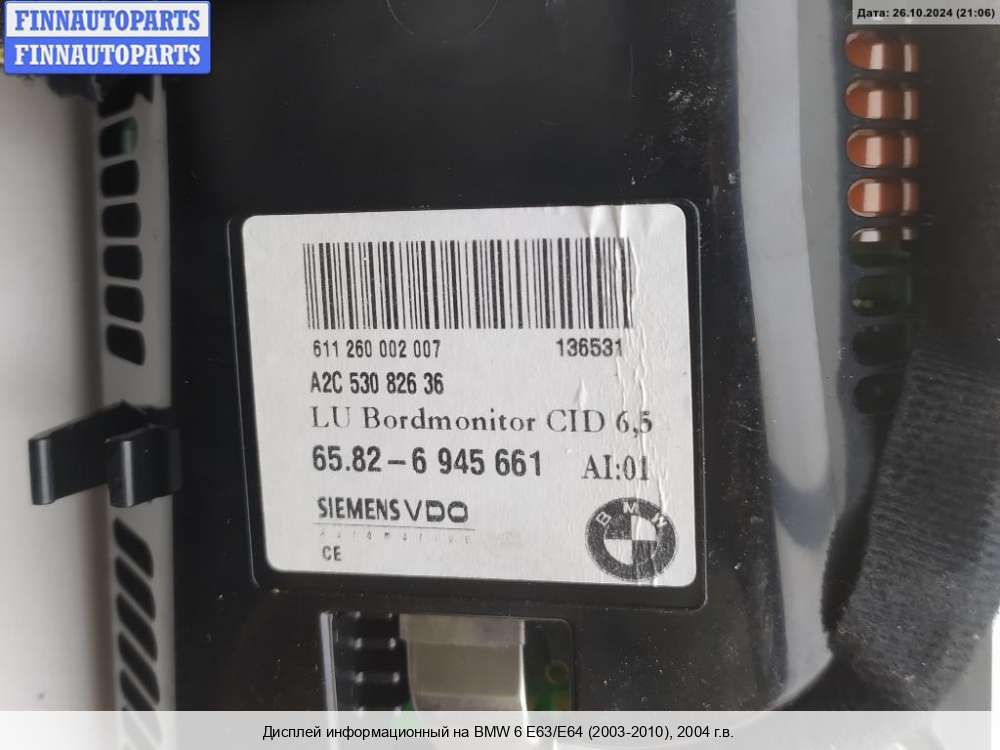 FINNAUTOPARTS
FINNAUTOPARTS
Дата: 26.10.2024 (21:06)
611 260 002 007 136531
A2C 530 826 36
LU Bordmonitor CID 6,5
65.82-6 945 661 AI:01
SIEMENS VDO
Automotive
CE
BMW
Дисплей информационный на BMW 6 E63/E64 (2003-2010), 2004 г.в.